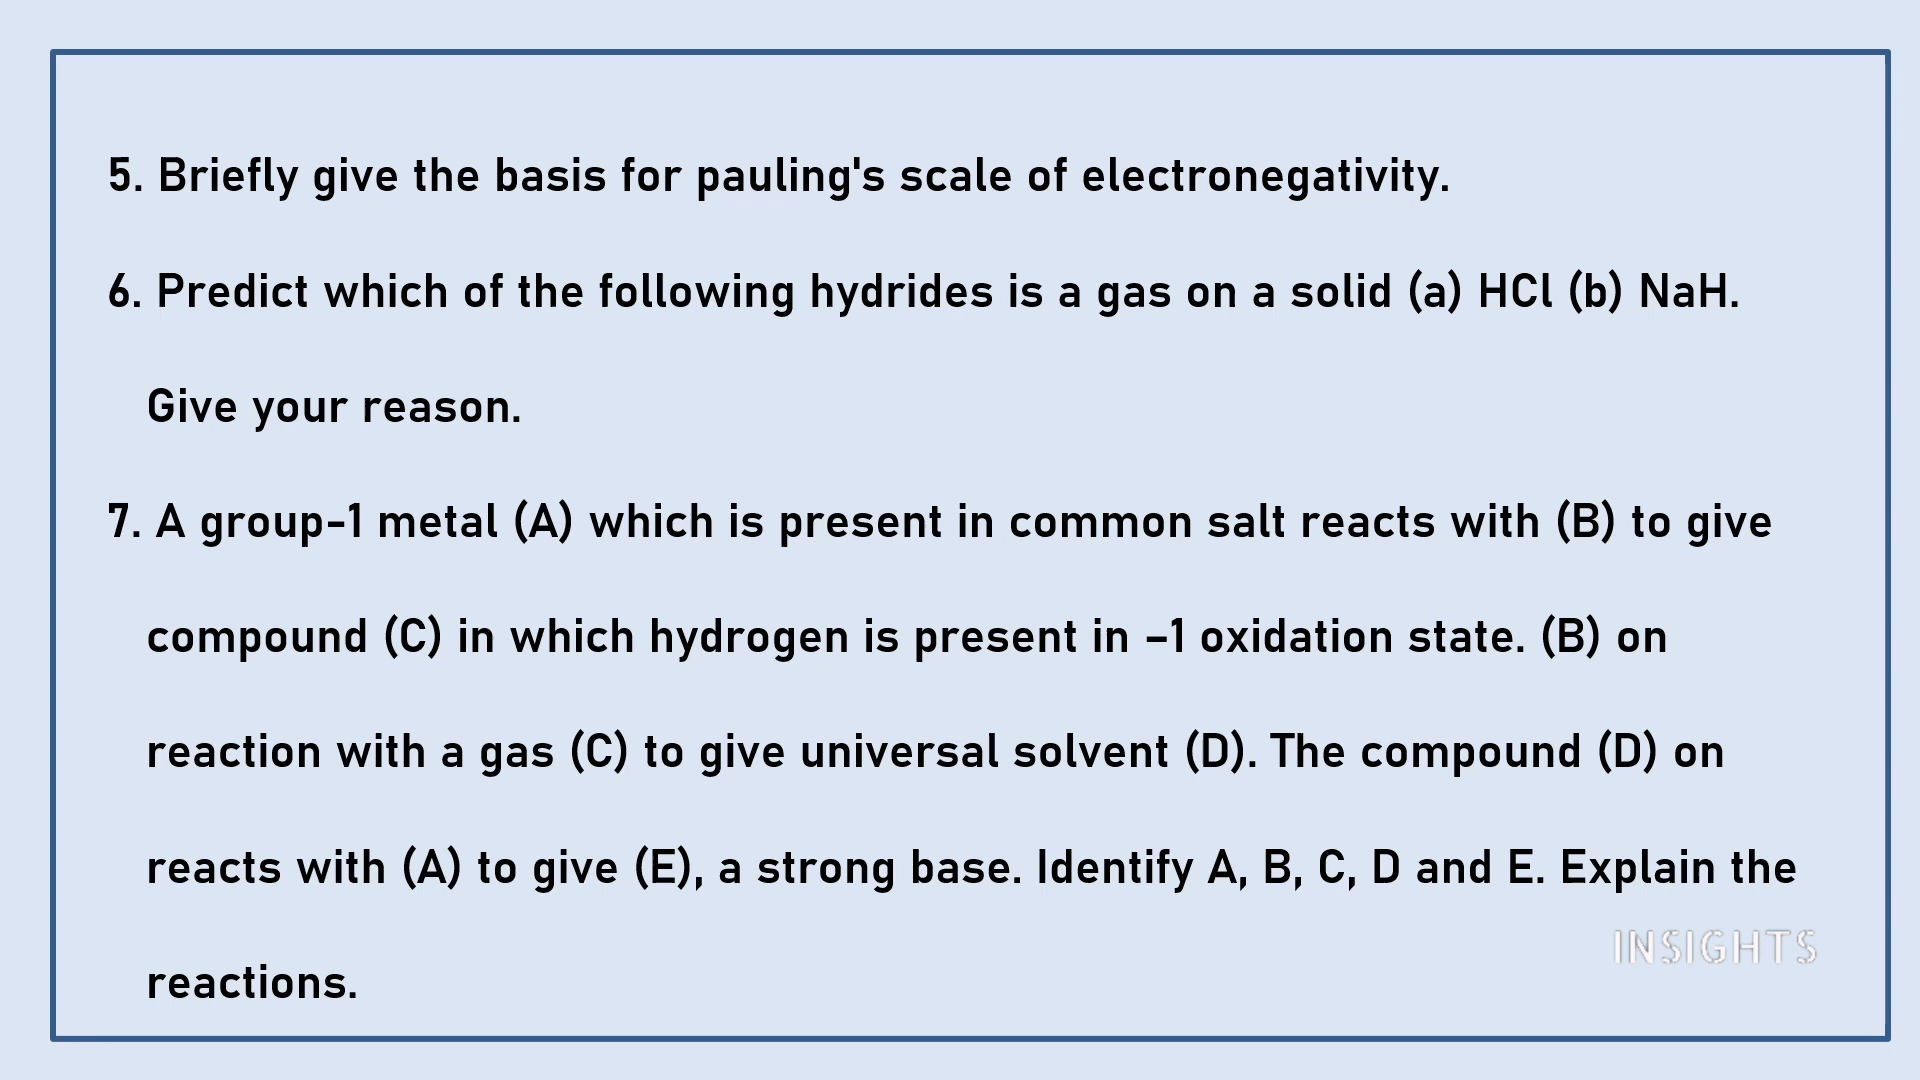 5. Briefly give the basis for pauling's scale of electronegativity.
6. Predict which of the following hydrides is a gas on a solid (a) HCl (b) NaH.
Give your reason.
7. A group-1 metal (A) which is present in common salt reacts with (B) to give
compound (C) in which hydrogen is present in –1 oxidation state. (B) on
reaction with a gas (C) to give universal solvent (D). The compound (D) on
reacts with (A) to give (E), a strong base. Identify A, B, C, D and E. Explain the
INSIGHTS
reactions.